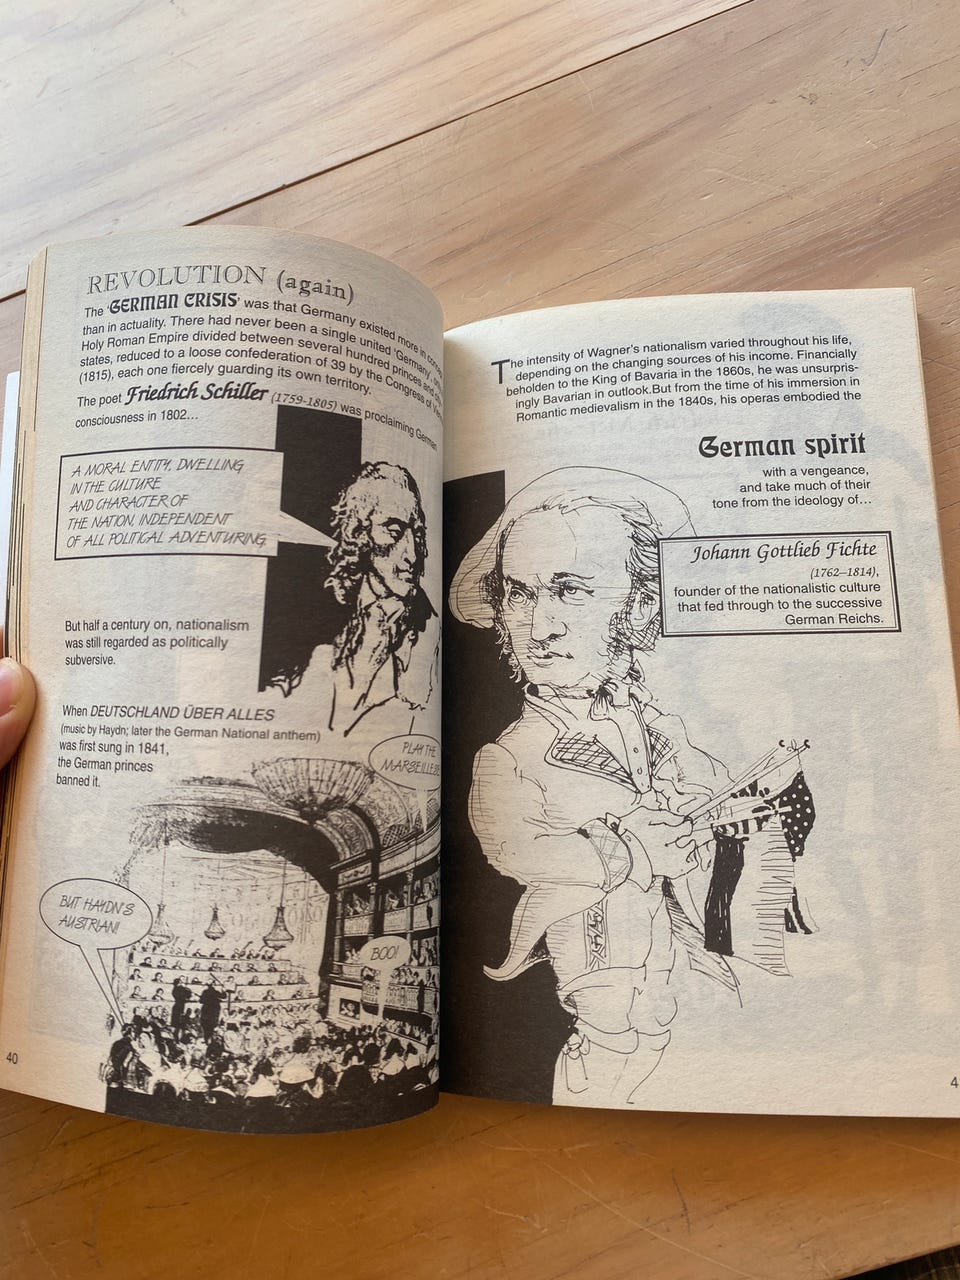 REVOLUTION (again)
The 'GERMAN CRISIS' was that Germany existed more in
than in actuality. There had never been a single united 'Germany',
Holy Roman Empire divided between several hundred princes and
states, reduced to a loose confederation of 39 by the Congress of
(1815), each one fiercely guarding its own territory.
The poet Friedrich Schiller (1759-1805) was proclaiming German
consciousness in 1802...
A MORAL ENTITY, DWELLING
IN THE CULTURE
AND CHARACTER OF
THE NATION, INDEPENDENT
OF ALL POLITICAL ADVENTURING.
But half a century on, nationalism
was still regarded as politically
subversive.
When DEUTSCHLAND ÜBER ALLES
(music by Haydn; later the German National anthem)
was first sung in 1841,
the German princes
banned it.
PLAY THE
BUT HAYDN'S
AUSTRIAN!
BOO!
40
The intensity of Wagner's nationalism varied throughout his life,
depending on the changing sources of his income. Financially
beholden to the King of Bavaria in the 1860s, he was unsurpris-
ingly Bavarian in outlook.But from the time of his immersion in
Romantic medievalism in the 1840s, his operas embodied the
German spirit
with a vengeance,
and take much of their
tone from the ideology of...
Johann Gottlieb Fichte
(1762–1814),
founder of the nationalistic culture
that fed through to the successive
German Reichs.
4